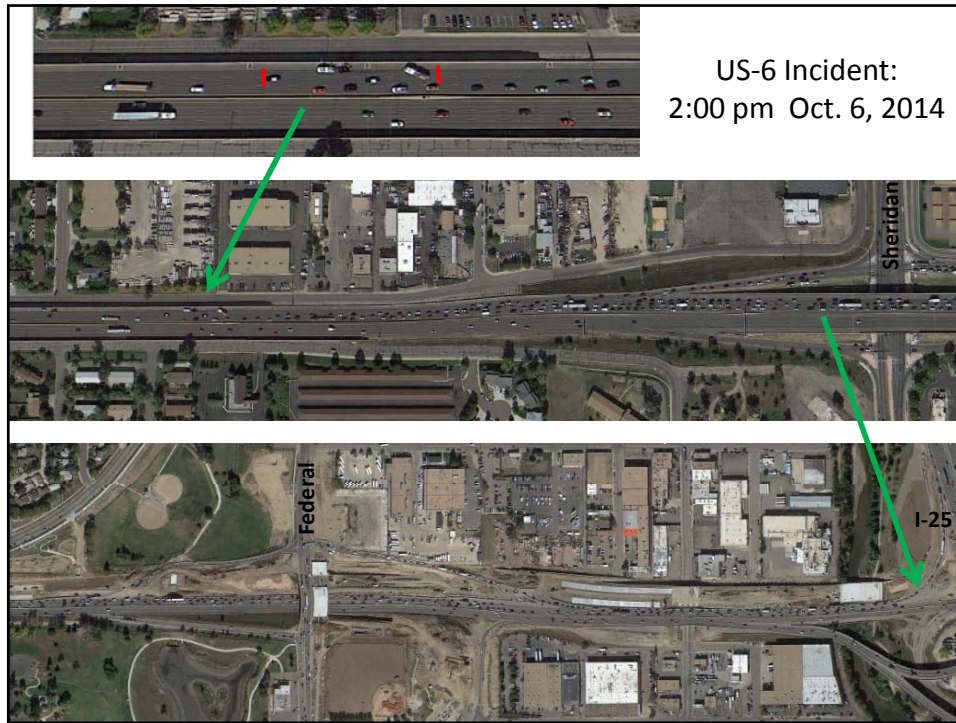 US-6 Incident:
2:00 pm  Oct. 6, 2014
Sheridan
Federal
I-25